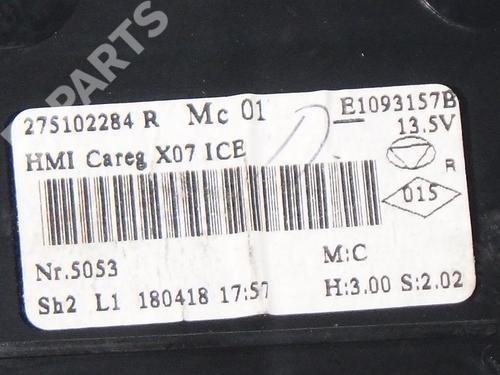 B PARTS
275102284 R Mc 01 E1093157B
13.5V
HMI Careg X07 ICE
R
015
Nr.5053 M:C
Sh2 L1 180418 17:57 H:3.00 S:2.02